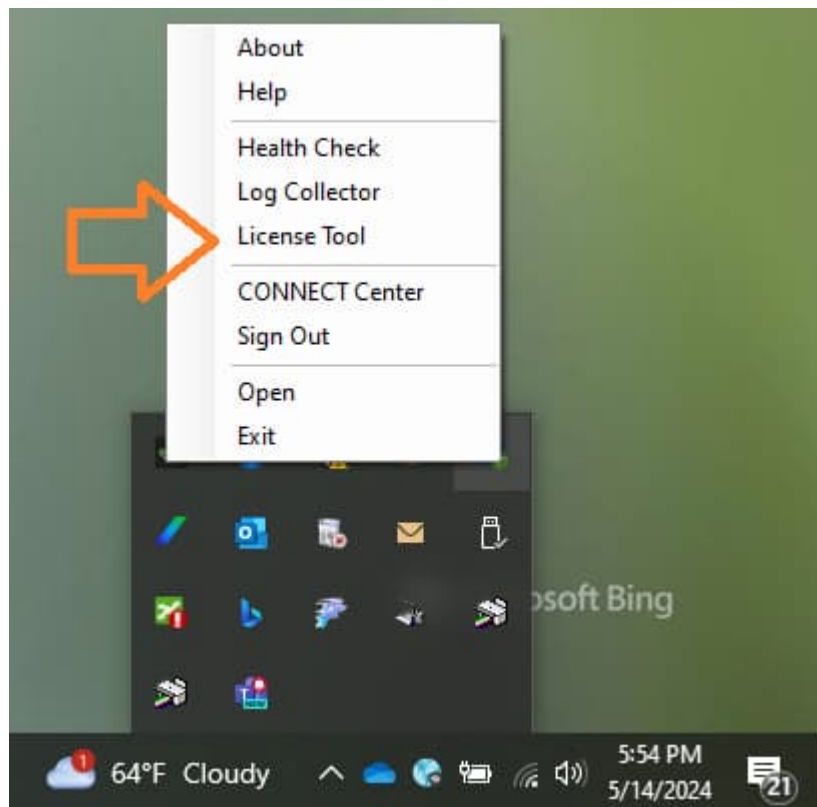 About
Help
Health Check
Log Collector
License Tool
CONNECT Center
Sign Out
Open
Exit
Bing
1
64°F Cloudy
5:54 PM
5/14/2024
21